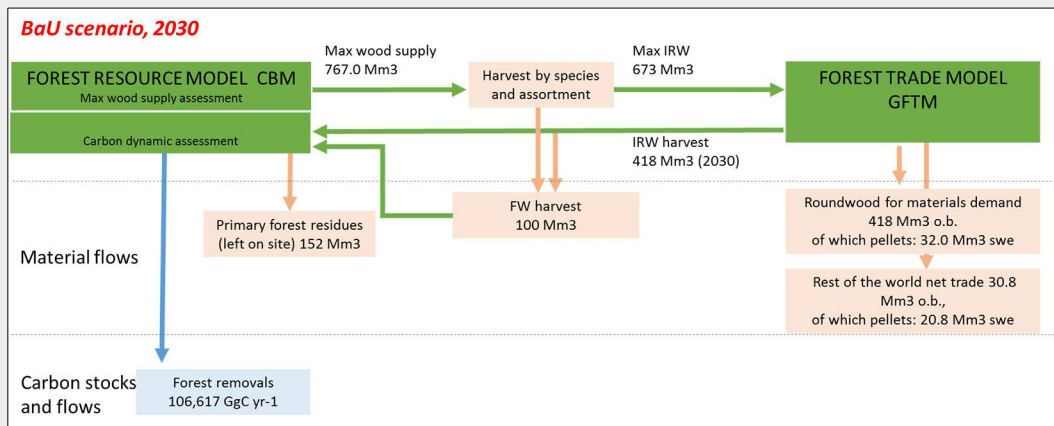 BaU scenario, 2030
Max wood supply
767.0 Mm3
Max IRW
673 Mm3
FOREST RESOURCE MODEL CBM
Max wood supply assessment
Harvest by species
and assortment
FOREST TRADE MODEL
GFTM
Carbon dynamic assessment
IRW harvest
418 Mm3 (2030)
Material flows
Primary forest residues
(left on site) 152 Mm3
FW harvest
100 Mm3
Roundwood for materials demand
418 Mm3 o.b.
of which pellets: 32.0 Mm3 swe
Rest of the world net trade 30.8
Mm3 o.b.,
of which pellets: 20.8 Mm3 swe
Carbon stocks
and flows
Forest removals
106,617 GgC yr-1